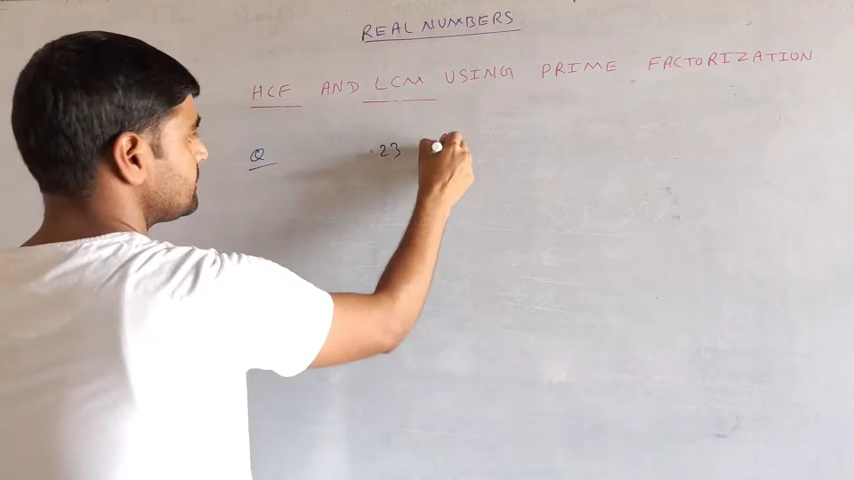 REAL NUMBERS
HCF AND LCM USING PRIME FACTORIZATION
Q 23